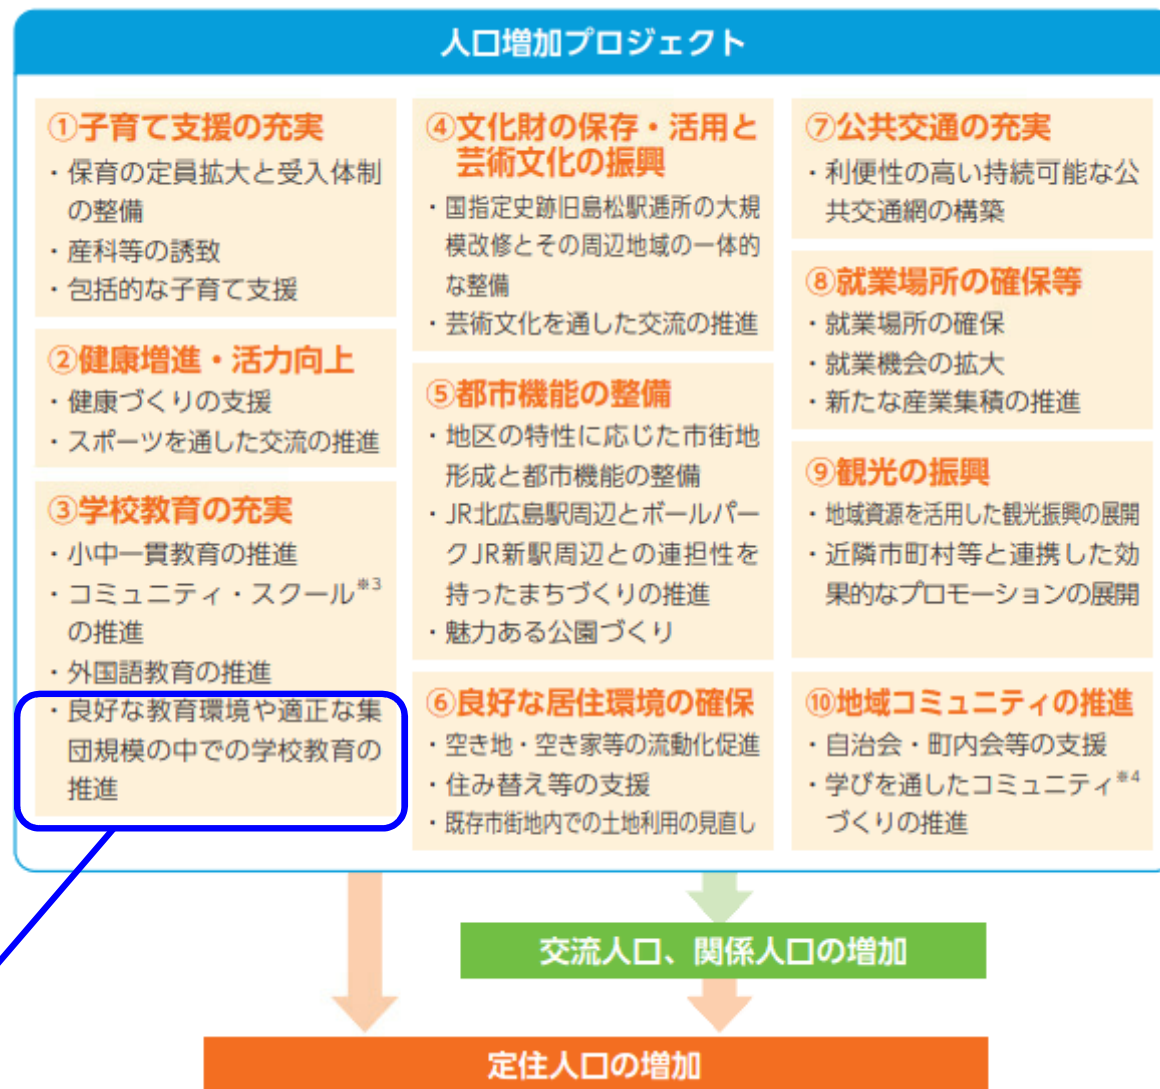 人口増加プロジェクト
①子育て支援の充実
・保育の定員拡大と受入体制
の整備
・産科等の誘致
・包括的な子育て支援
②健康増進・活力向上
・健康づくりの支援
・スポーツを通した交流の推進
③学校教育の充実
・小中一貫教育の推進
・コミュニティ・スクール※3
の推進
・外国語教育の推進
・良好な教育環境や適正な集
団規模の中での学校教育の
推進
④文化財の保存・活用と
芸術文化の振興
・国指定史跡旧島松駅逓所の大規
模改修とその周辺地域の一体的
な整備
・芸術文化を通した交流の推進
⑤都市機能の整備
・地区の特性に応じた市街地
形成と都市機能の整備
・JR北広島駅周辺とボールパー
クJR新駅周辺との連担性を
持ったまちづくりの推進
・魅力ある公園づくり
⑥良好な居住環境の確保
・空き地・空き家等の流動化促進
・住み替え等の支援
・既存市街地内での土地利用の見直し
⑦公共交通の充実
・利便性の高い持続可能な公
共交通網の構築
⑧就業場所の確保等
・就業場所の確保
・就業機会の拡大
・新たな産業集積の推進
⑨観光の振興
・地域資源を活用した観光振興の展開
・近隣市町村等と連携した効
果的なプロモーションの展開
⑩地域コミュニティの推進
・自治会・町内会等の支援
・学びを通したコミュニティ※4
づくりの推進
交流人口、関係人口の増加
定住人口の増加